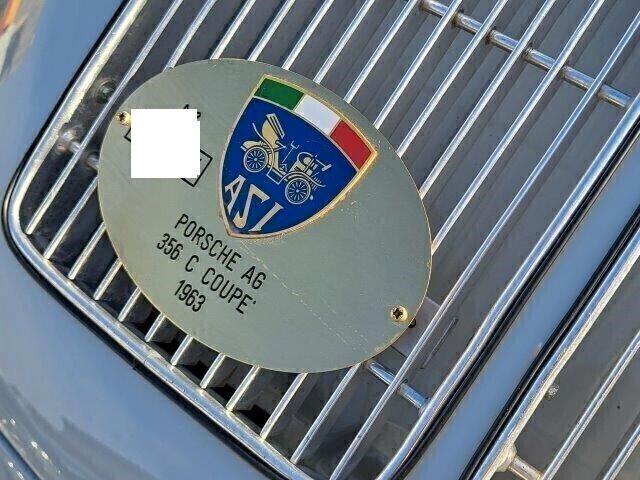 ASI
PORSCHE AG
356 C COUPE'
1963